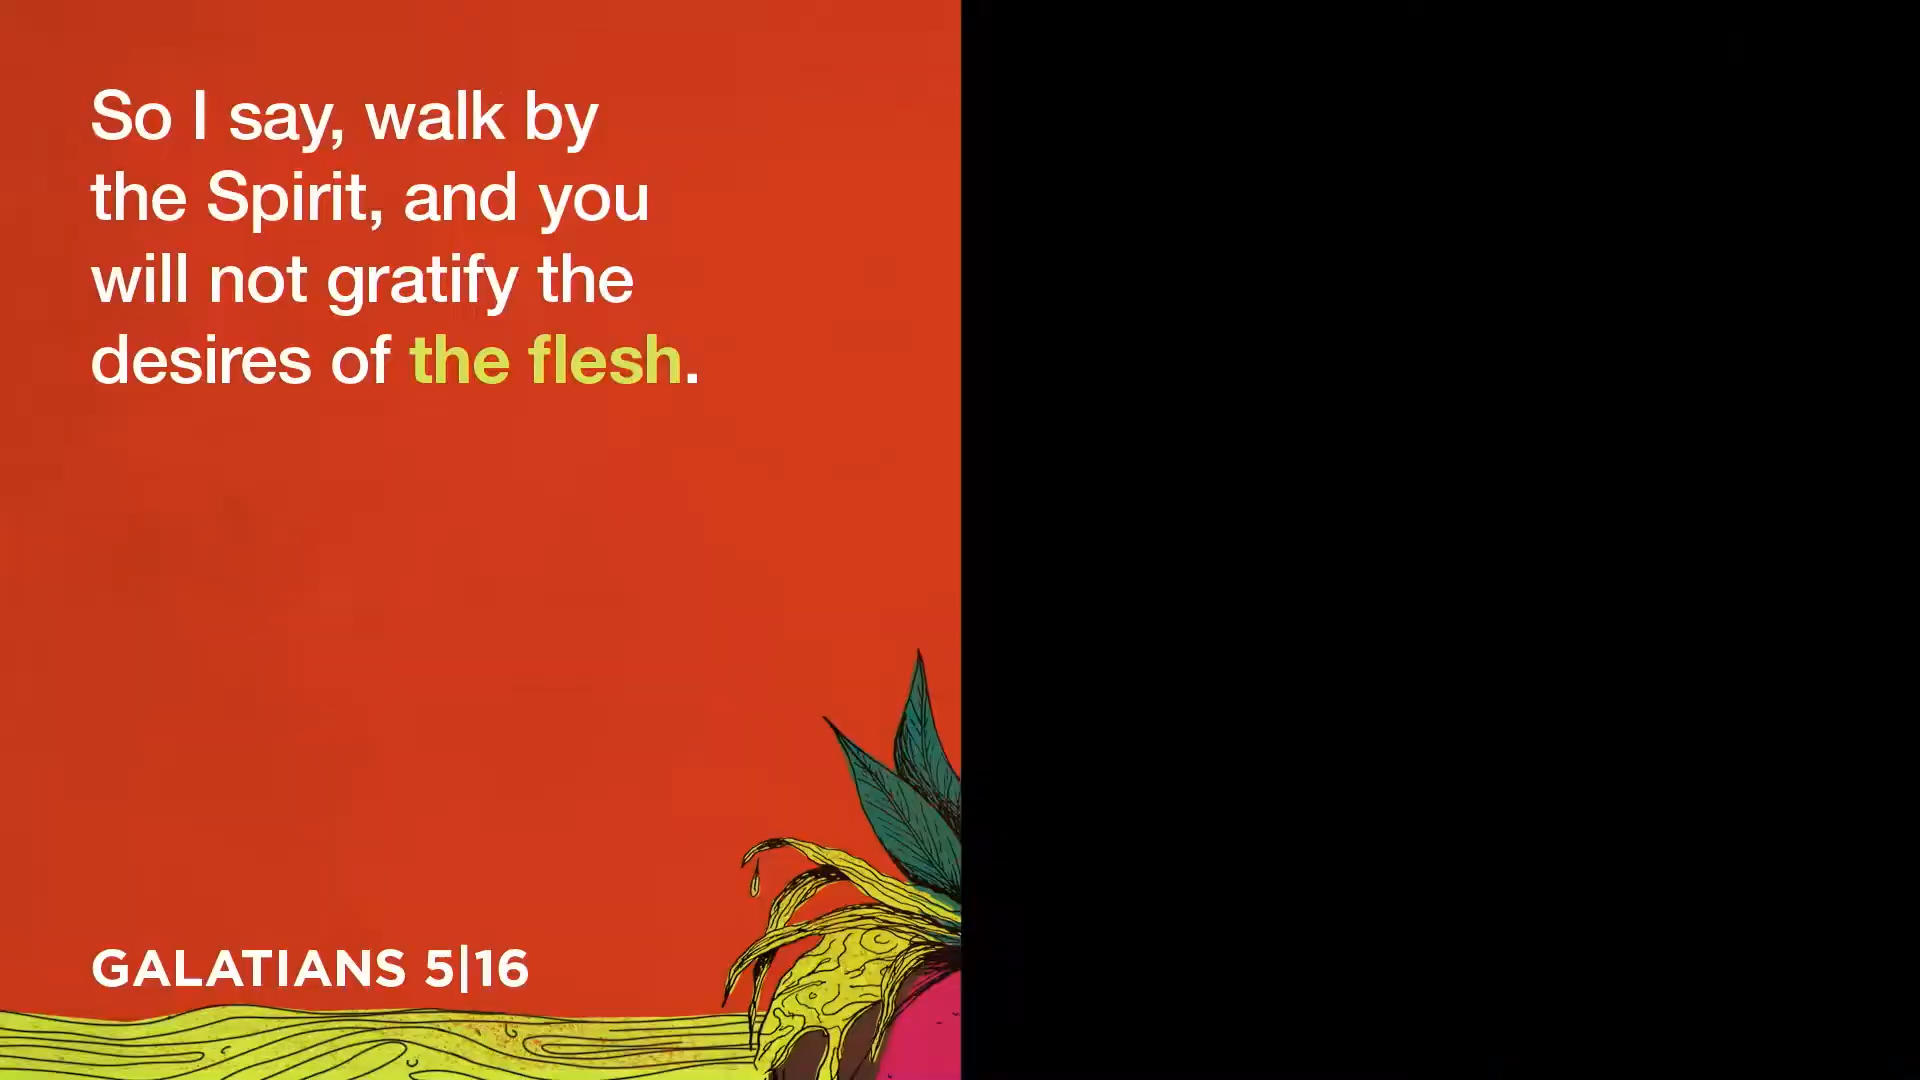 So I say, walk by
the Spirit, and you
will not gratify the
desires of the flesh.
GALATIANS 5|16